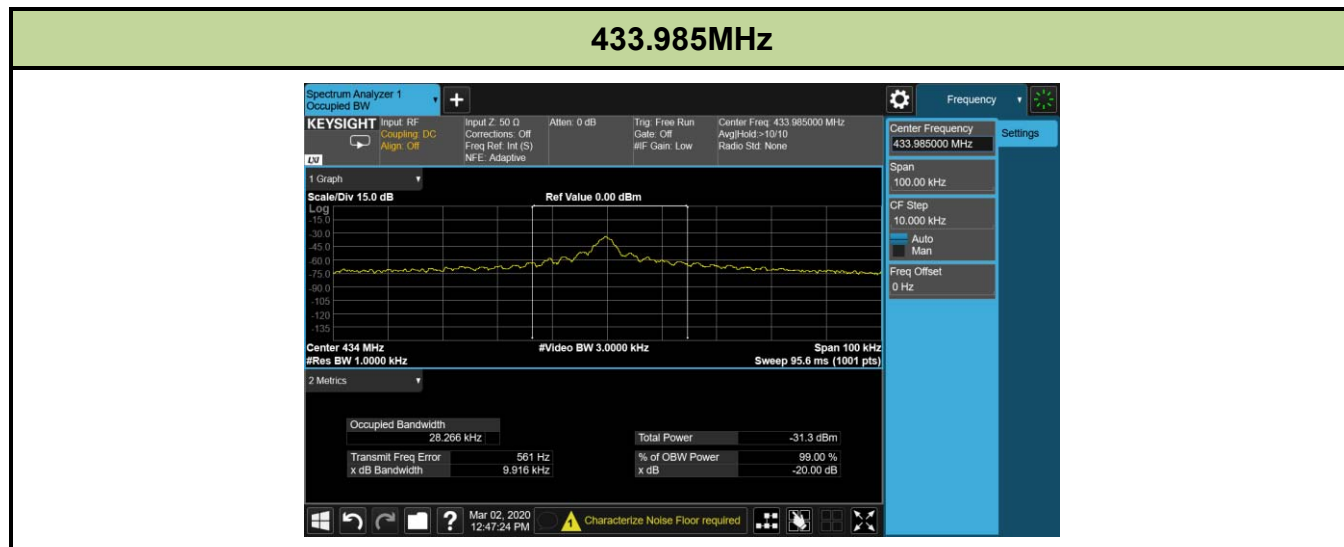 433.985MHz
Spectrum Analyzer 1
Occupied BW
+
Frequency
KEYSIGHT
LXI
Input: RF
Coupling: DC
Align: Off
Input Z: 50 Ω
Corrections: Off
Freq Ref: Int (S)
NFE: Adaptive
Atten: 0 dB
Trig: Free Run
Gate: Off
#IF Gain: Low
Center Freq: 433.985000 MHz
Avg|Hold:>10/10
Radio Std: None
Center Frequency
433.985000 MHz
Settings
Span
100.00 kHz
CF Step
10.000 kHz
Auto
Man
Freq Offset
0 Hz
1 Graph
Scale/Div 15.0 dB
Ref Value 0.00 dBm
Log
-15.0
-30.0
-45.0
-60.0
-75.0
-90.0
-105
-120
-135
Center 434 MHz
#Video BW 3.0000 kHz
Span 100 kHz
#Res BW 1.0000 kHz
Sweep 95.6 ms (1001 pts)
2 Metrics
Occupied Bandwidth
28.266 kHz
Total Power -31.3 dBm
Transmit Freq Error 561 Hz
% of OBW Power 99.00 %
x dB Bandwidth 9.916 kHz
x dB -20.00 dB
?
Mar 02, 2020
12:47:24 PM
1
Characterize Noise Floor required